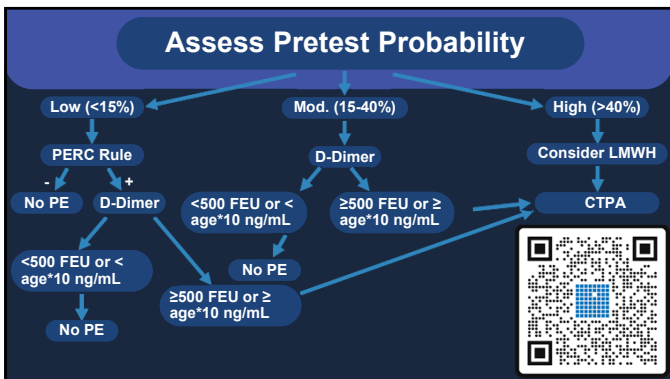 Assess Pretest Probability
Low (<15%)
Mod. (15-40%)
High (>40%)
PERC Rule
D-Dimer
Consider LMWH
-
+
No PE
D-Dimer
<500 FEU or <
age*10 ng/mL
≥500 FEU or ≥
age*10 ng/mL
CTPA
<500 FEU or <
age*10 ng/mL
No PE
≥500 FEU or ≥
age*10 ng/mL
No PE